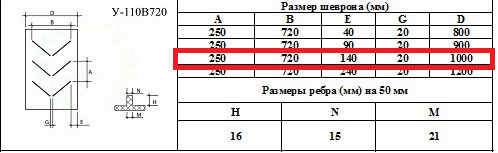 У-110В720
D
B
A
G
E
N
H
M
Размер шеврона (мм)
A B E G D
250 720 40 20 800
250 720 90 20 900
250 720 140 20 1000
250 720 240 20 1200
Размеры ребра (мм) на 50 мм
H N M
16 15 21